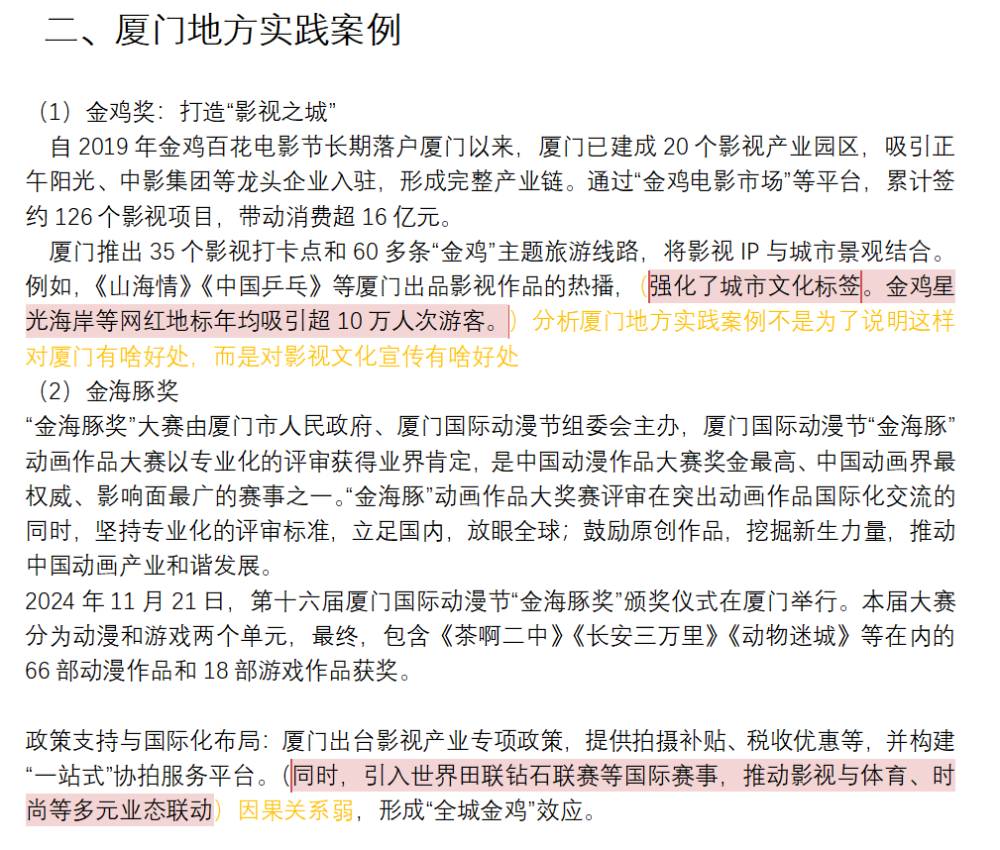 二、厦门地方实践案例
（1）金鸡奖：打造“影视之城”
自 2019 年金鸡百花电影节长期落户厦门以来，厦门已建成 20 个影视产业园区，吸引正
午阳光、中影集团等龙头企业入驻，形成完整产业链。通过“金鸡电影市场”等平台，累计签
约 126 个影视项目，带动消费超 16 亿元。
厦门推出 35 个影视打卡点和 60 多条“金鸡”主题旅游线路，将影视 IP 与城市景观结合。
例如，《山海情》《中国乒乓》等厦门出品影视作品的热播，（强化了城市文化标签。金鸡星
光海岸等网红地标年均吸引超 10 万人次游客。）分析厦门地方实践案例不是为了说明这样
对厦门有啥好处，而是对影视文化宣传有啥好处
（2）金海豚奖
“金海豚奖”大赛由厦门市人民政府、厦门国际动漫节组委会主办，厦门国际动漫节“金海豚”
动画作品大赛以专业化的评审获得业界肯定，是中国动漫作品大赛奖金最高、中国动画界最
权威、影响面最广的赛事之一。“金海豚”动画作品大奖赛评审在突出动画作品国际化交流的
同时，坚持专业化的评审标准，立足国内，放眼全球；鼓励原创作品，挖掘新生力量，推动
中国动画产业和谐发展。
2024 年 11 月 21 日，第十六届厦门国际动漫节“金海豚奖”颁奖仪式在厦门举行。本届大赛
分为动漫和游戏两个单元，最终，包含《茶啊二中》《长安三万里》《动物迷城》等在内的
66 部动漫作品和 18 部游戏作品获奖。
政策支持与国际化布局：厦门出台影视产业专项政策，提供拍摄补贴、税收优惠等，并构建
“一站式”协拍服务平台。（同时，引入世界田联钻石联赛等国际赛事，推动影视与体育、时
尚等多元业态联动）因果关系弱，形成“全城金鸡”效应。